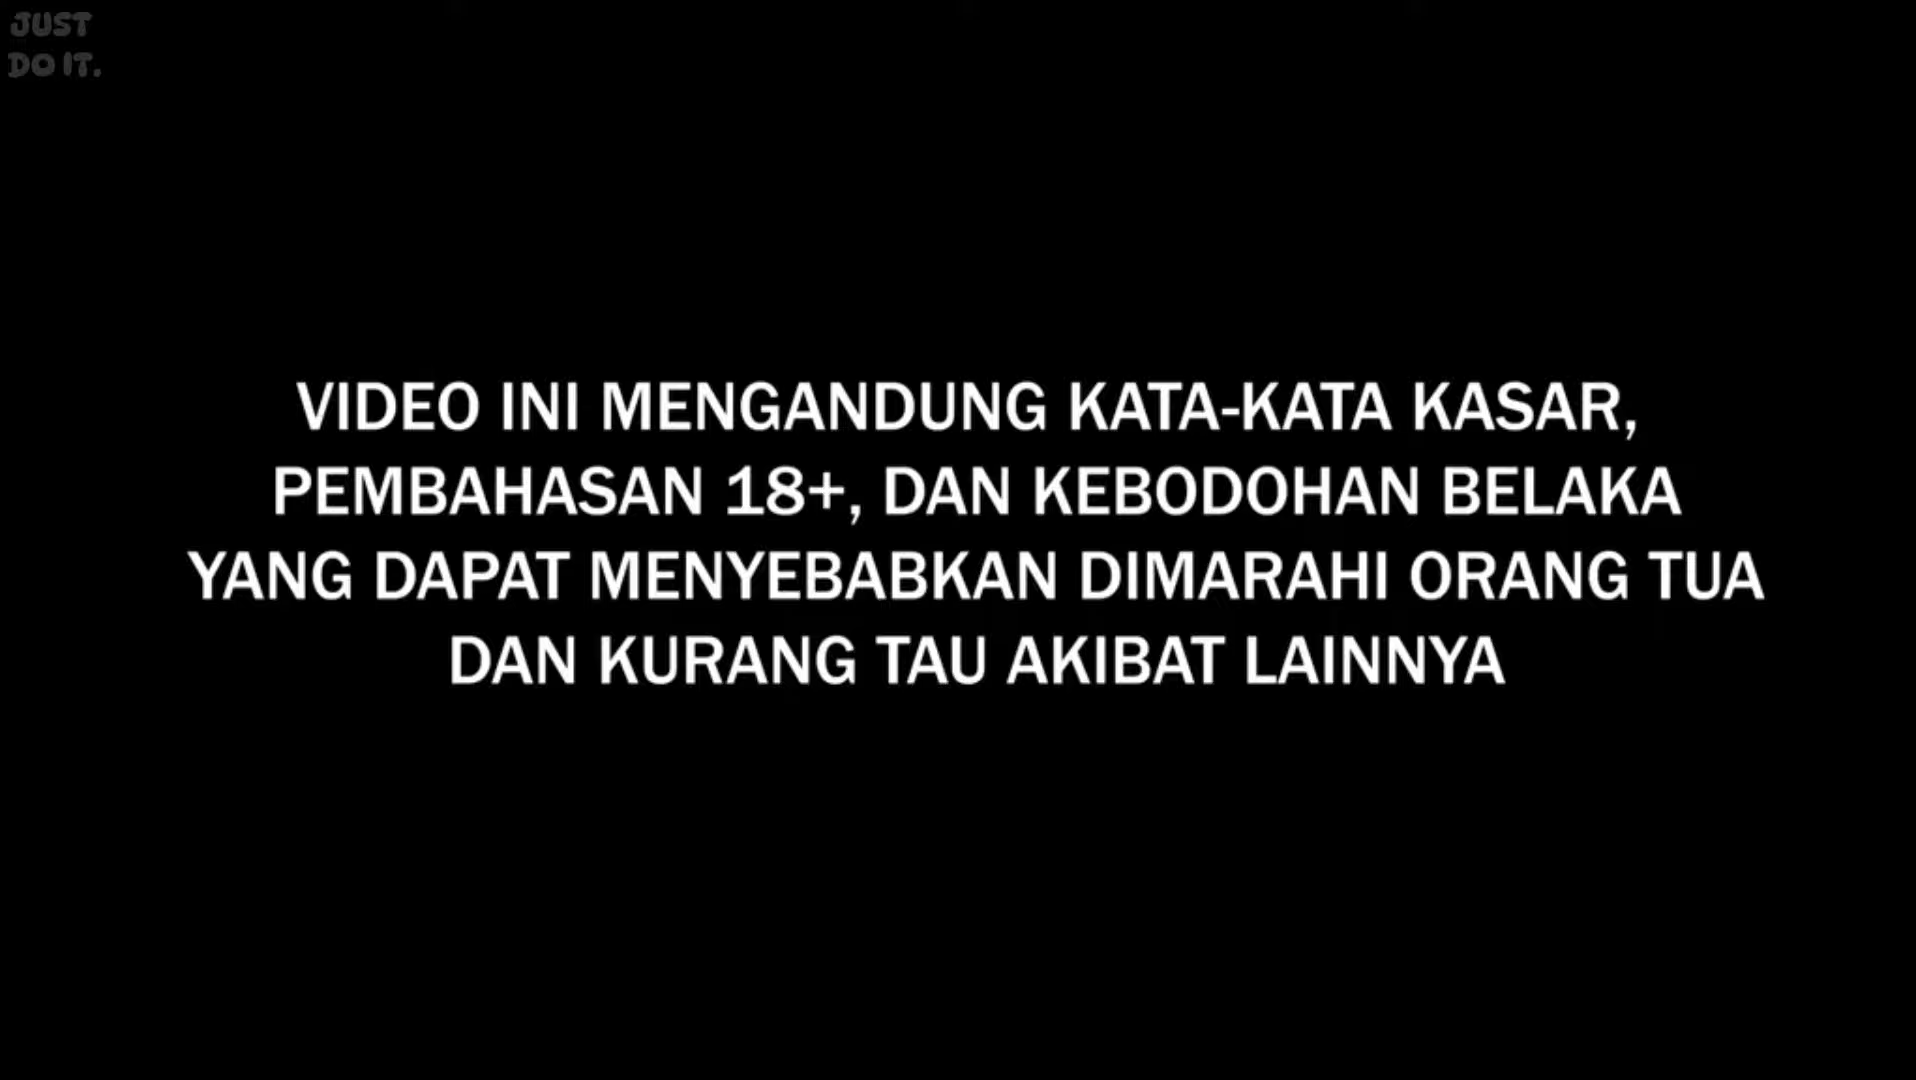 JUST
DO IT.
VIDEO INI MENGANDUNG KATA-KATA KASAR,
PEMBAHASAN 18+, DAN KEBODOHAN BELAKA
YANG DAPAT MENYEBABKAN DIMARAHI ORANG TUA
DAN KURANG TAU AKIBAT LAINNYA